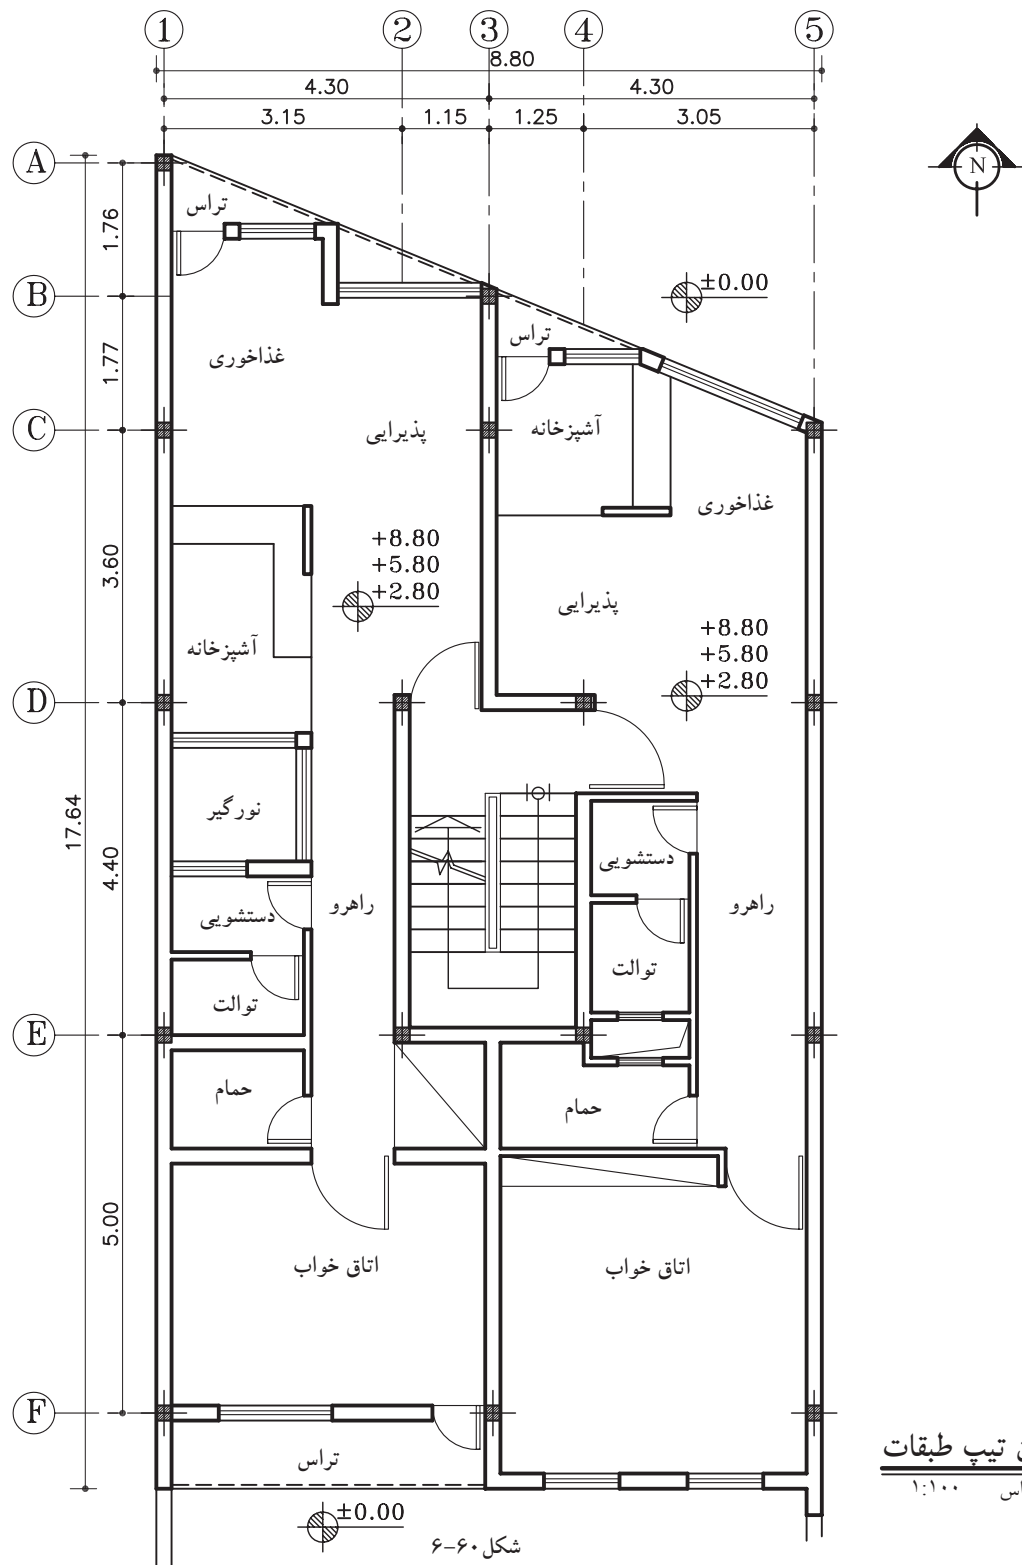 1 2 3 4 5
8.80
4.30 4.30
3.15 1.15 1.25 3.05
A
N
تراس
1.76
±0.00
B
تراس
غذاخوری
1.77
آشپزخانه
پذیرایی
C
غذاخوری
+8.80
+5.80
+2.80
3.60
پذیرایی
+8.80
+5.80
+2.80
آشپزخانه
D
نورگیر
17.64
4.40
دستشویی
راهرو
راهرو
دستشویی
توالت
توالت
E
حمام
حمام
5.00
اتاق خواب
اتاق خواب
F
تراس
تیپ طبقات
۱:۱۰۰
±0.00
شکل ۶۰-۶